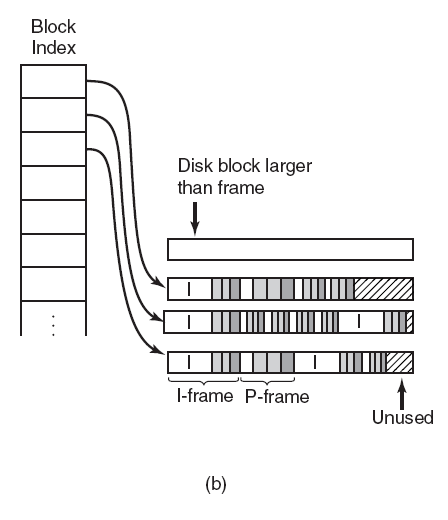 Block
Index
Disk block larger
than frame
I
I
I
I
I
I-frame P-frame
Unused
(b)